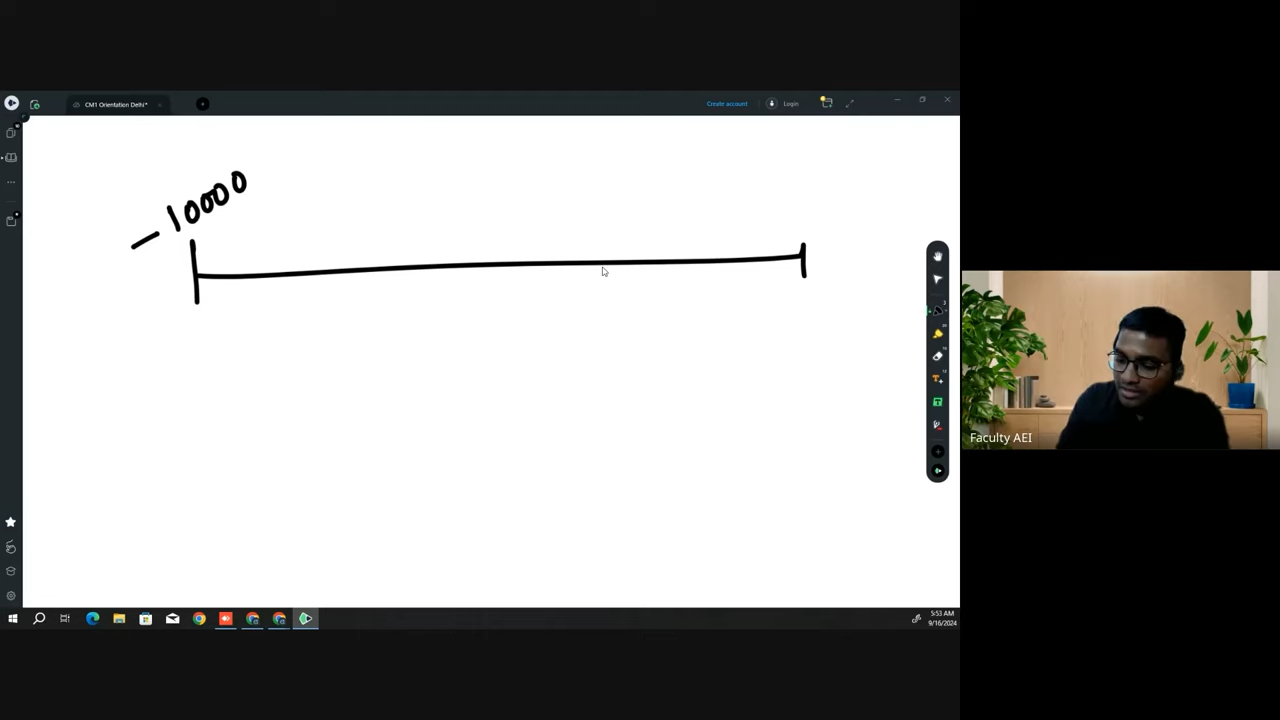 CM1 Orientation Delhi*
Create account
Login
-10000
Faculty AEI
5:53 AM
9/16/2024